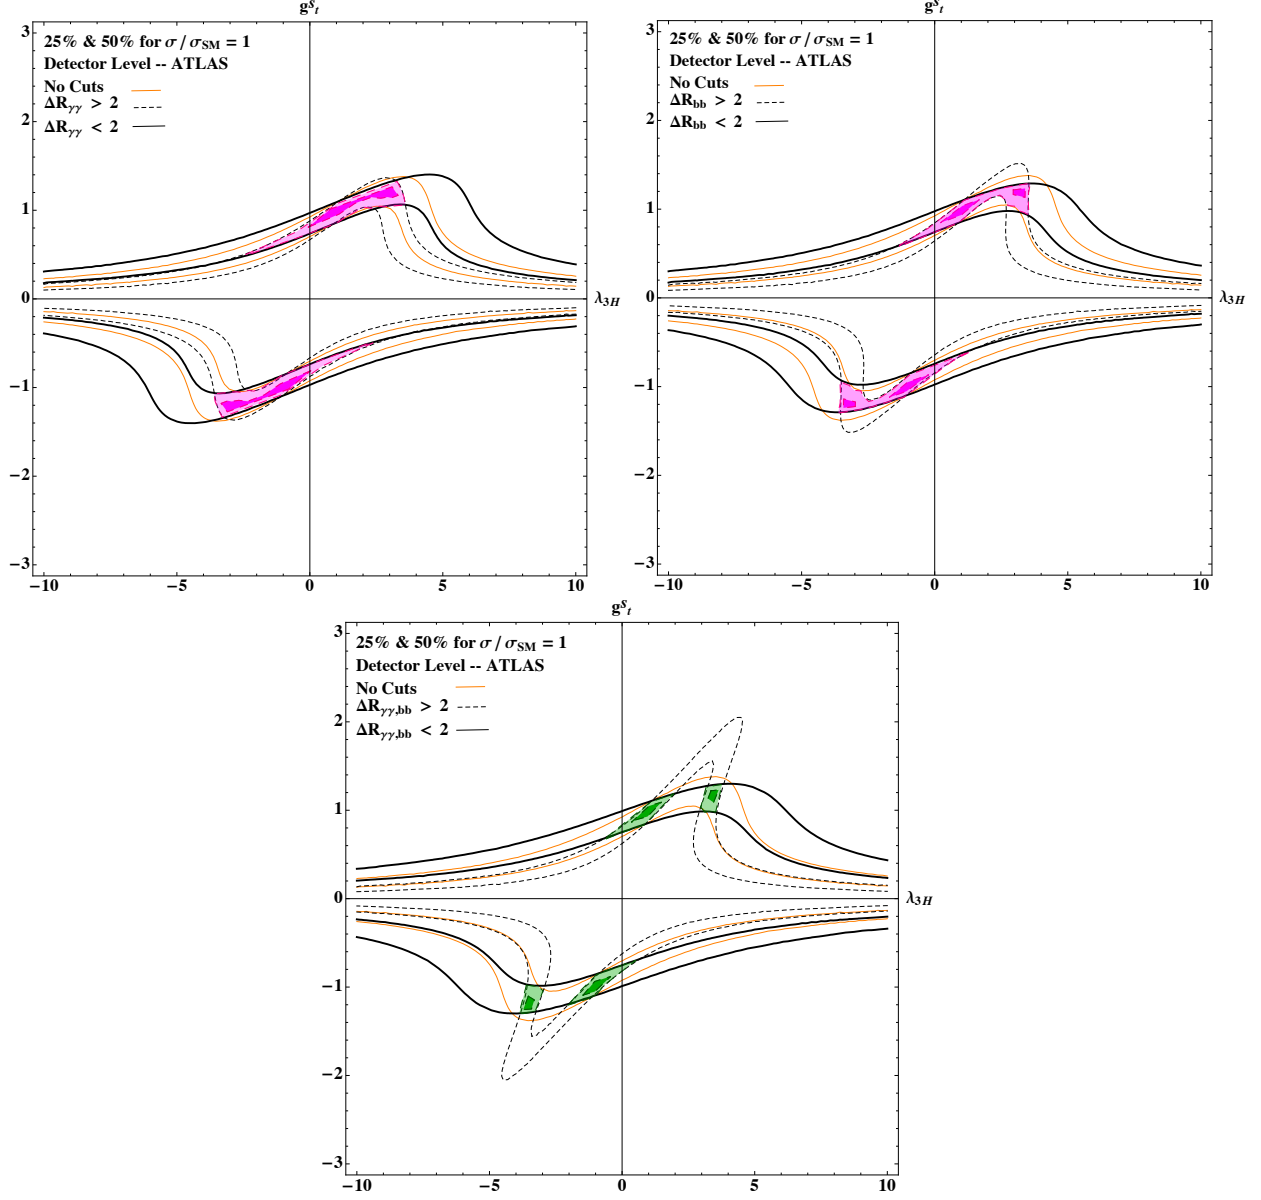 g^S_t
25% & 50% for σ/σ_SM = 1
Detector Level -- ATLAS
No Cuts
ΔR_γγ > 2
ΔR_γγ < 2
3
2
1
0
−1
−2
−3
λ_3H
−10 −5 0 5 10
g^S_t
25% & 50% for σ/σ_SM = 1
Detector Level -- ATLAS
No Cuts
ΔR_bb > 2
ΔR_bb < 2
3
2
1
0
−1
−2
−3
λ_3H
−10 −5 0 5 10
g^S_t
25% & 50% for σ/σ_SM = 1
Detector Level -- ATLAS
No Cuts
ΔR_γγ,bb > 2
ΔR_γγ,bb < 2
3
2
1
0
−1
−2
−3
λ_3H
−10 −5 0 5 10